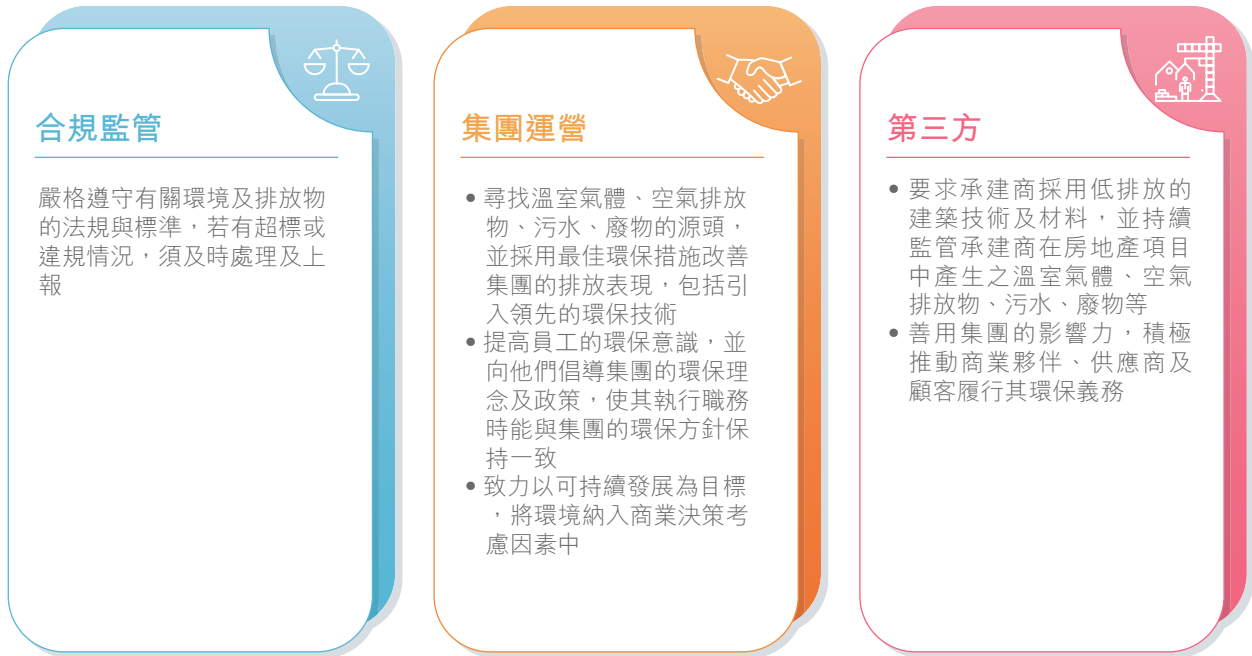 合規監管
嚴格遵守有關環境及排放物
的法規與標準，若有超標或
違規情況，須及時處理及上
報
集團運營
• 尋找溫室氣體、空氣排放
物、污水、廢物的源頭，
並採用最佳環保措施改善
集團的排放表現，包括引
入領先的環保技術
• 提高員工的環保意識，並
向他們倡導集團的環保理
念及政策，使其執行職務
時能與集團的環保方針保
持一致
• 致力以可持續發展為目標
，將環境納入商業決策考
慮因素中
第三方
• 要求承建商採用低排放的
建築技術及材料，並持續
監管承建商在房地產項目
中產生之溫室氣體、空氣
排放物、污水、廢物等
• 善用集團的影響力，積極
推動商業夥伴、供應商及
顧客履行其環保義務